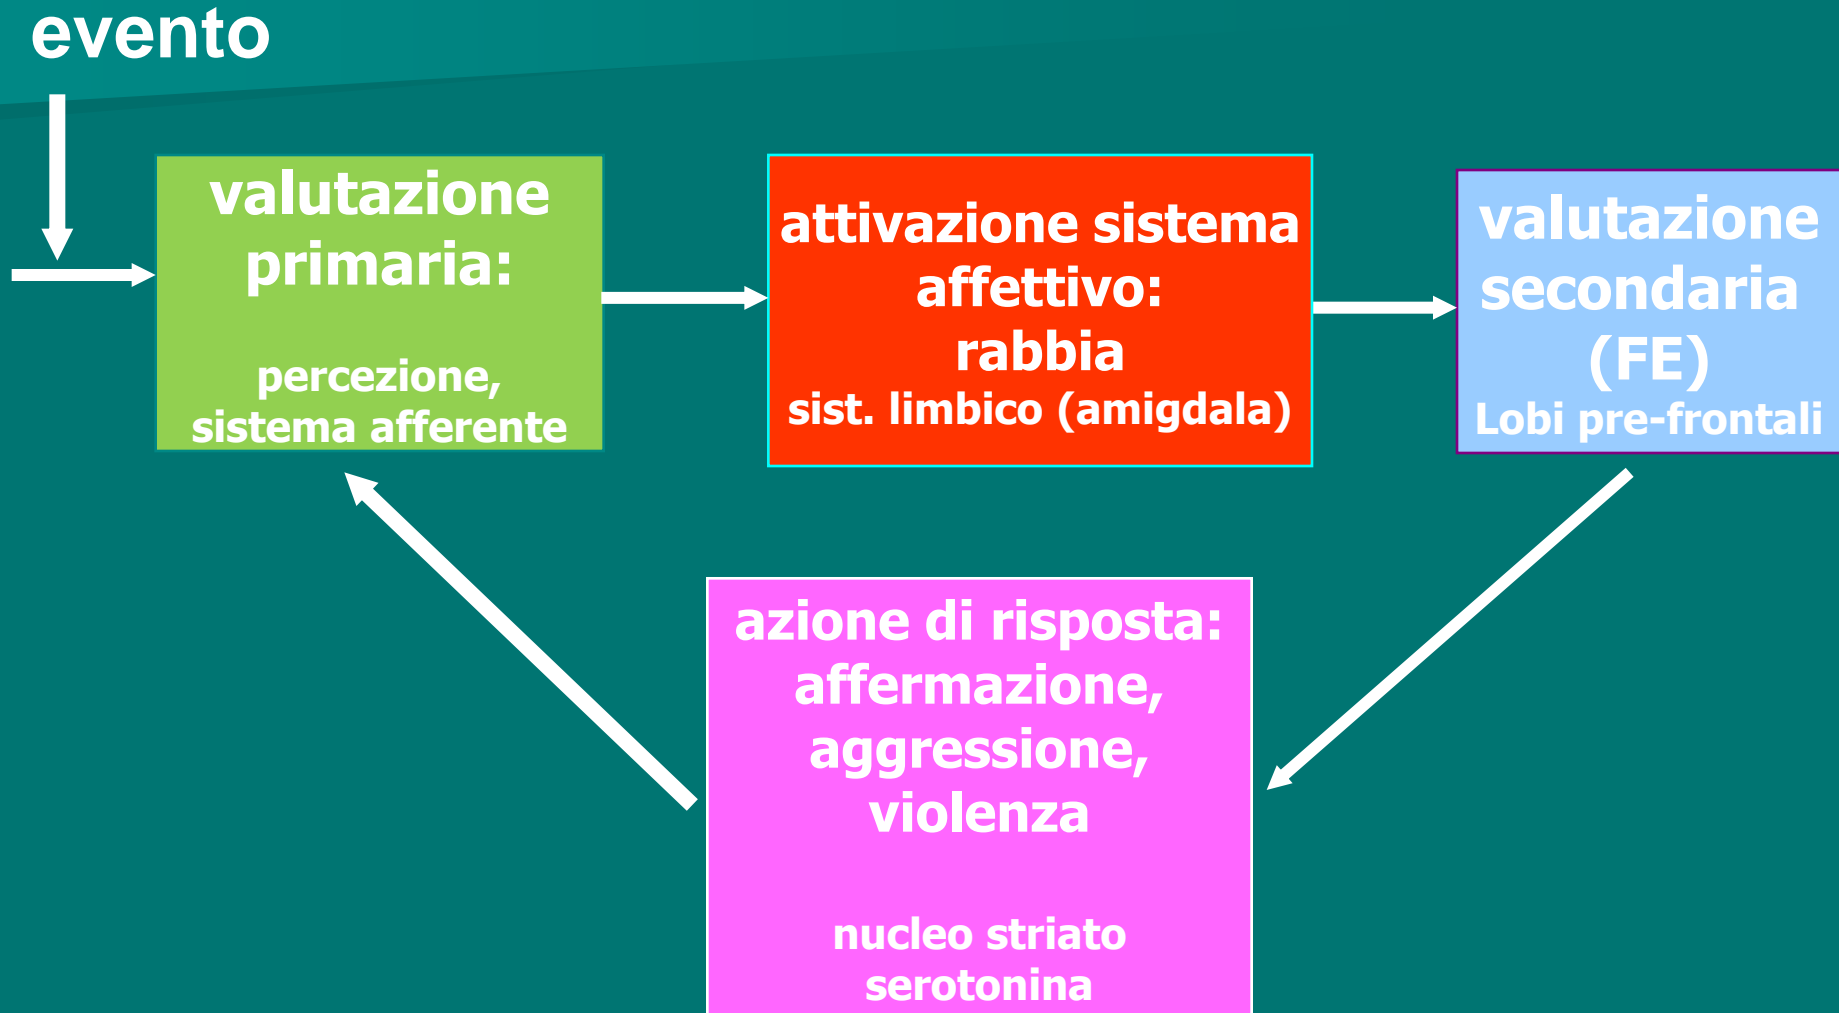 evento
valutazione
primaria:
percezione,
sistema afferente
attivazione sistema
affettivo:
rabbia
sist. limbico (amigdala)
valutazione
secondaria
(FE)
Lobi pre-frontali
azione di risposta:
affermazione,
aggressione,
violenza
nucleo striato
serotonina